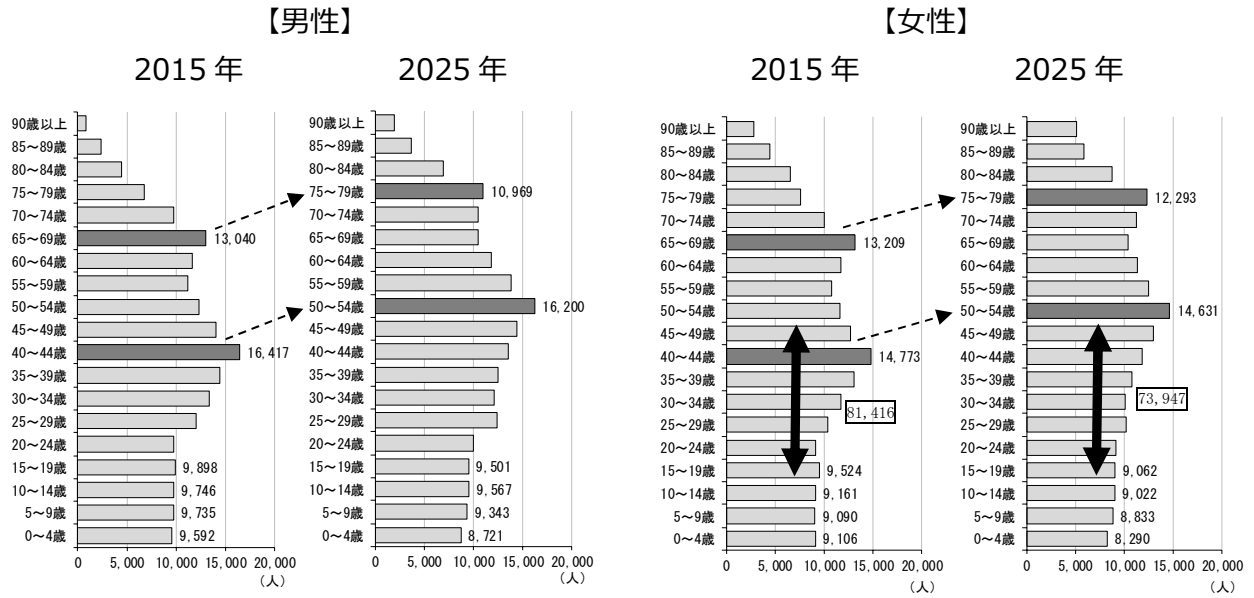 【男性】
【女性】
2015 年
2025 年
2015 年
2025 年
90歳以上
85～89歳
80～84歳
75～79歳
70～74歳
65～69歳 13,040
60～64歳
55～59歳
50～54歳
45～49歳
40～44歳 16,417
35～39歳
30～34歳
25～29歳
20～24歳
15～19歳 9,898
10～14歳 9,746
5～9歳 9,735
0～4歳 9,592
0 5,000 10,000 15,000 20,000
（人）
90歳以上
85～89歳
80～84歳
75～79歳 10,969
70～74歳
65～69歳
60～64歳
55～59歳
50～54歳 16,200
45～49歳
40～44歳
35～39歳
30～34歳
25～29歳
20～24歳
15～19歳 9,501
10～14歳 9,567
5～9歳 9,343
0～4歳 8,721
0 5,000 10,000 15,000 20,000
（人）
90歳以上
85～89歳
80～84歳
75～79歳
70～74歳
65～69歳 13,209
60～64歳
55～59歳
50～54歳
45～49歳
40～44歳 14,773
35～39歳
30～34歳
81,416
25～29歳
20～24歳
15～19歳 9,524
10～14歳 9,161
5～9歳 9,090
0～4歳 9,106
0 5,000 10,000 15,000 20,000
（人）
90歳以上
85～89歳
80～84歳
75～79歳 12,293
70～74歳
65～69歳
60～64歳
55～59歳
50～54歳 14,631
45～49歳
40～44歳
35～39歳
30～34歳 73,947
25～29歳
20～24歳
15～19歳 9,062
10～14歳 9,022
5～9歳 8,833
0～4歳 8,290
0 5,000 10,000 15,000 20,000
（人）